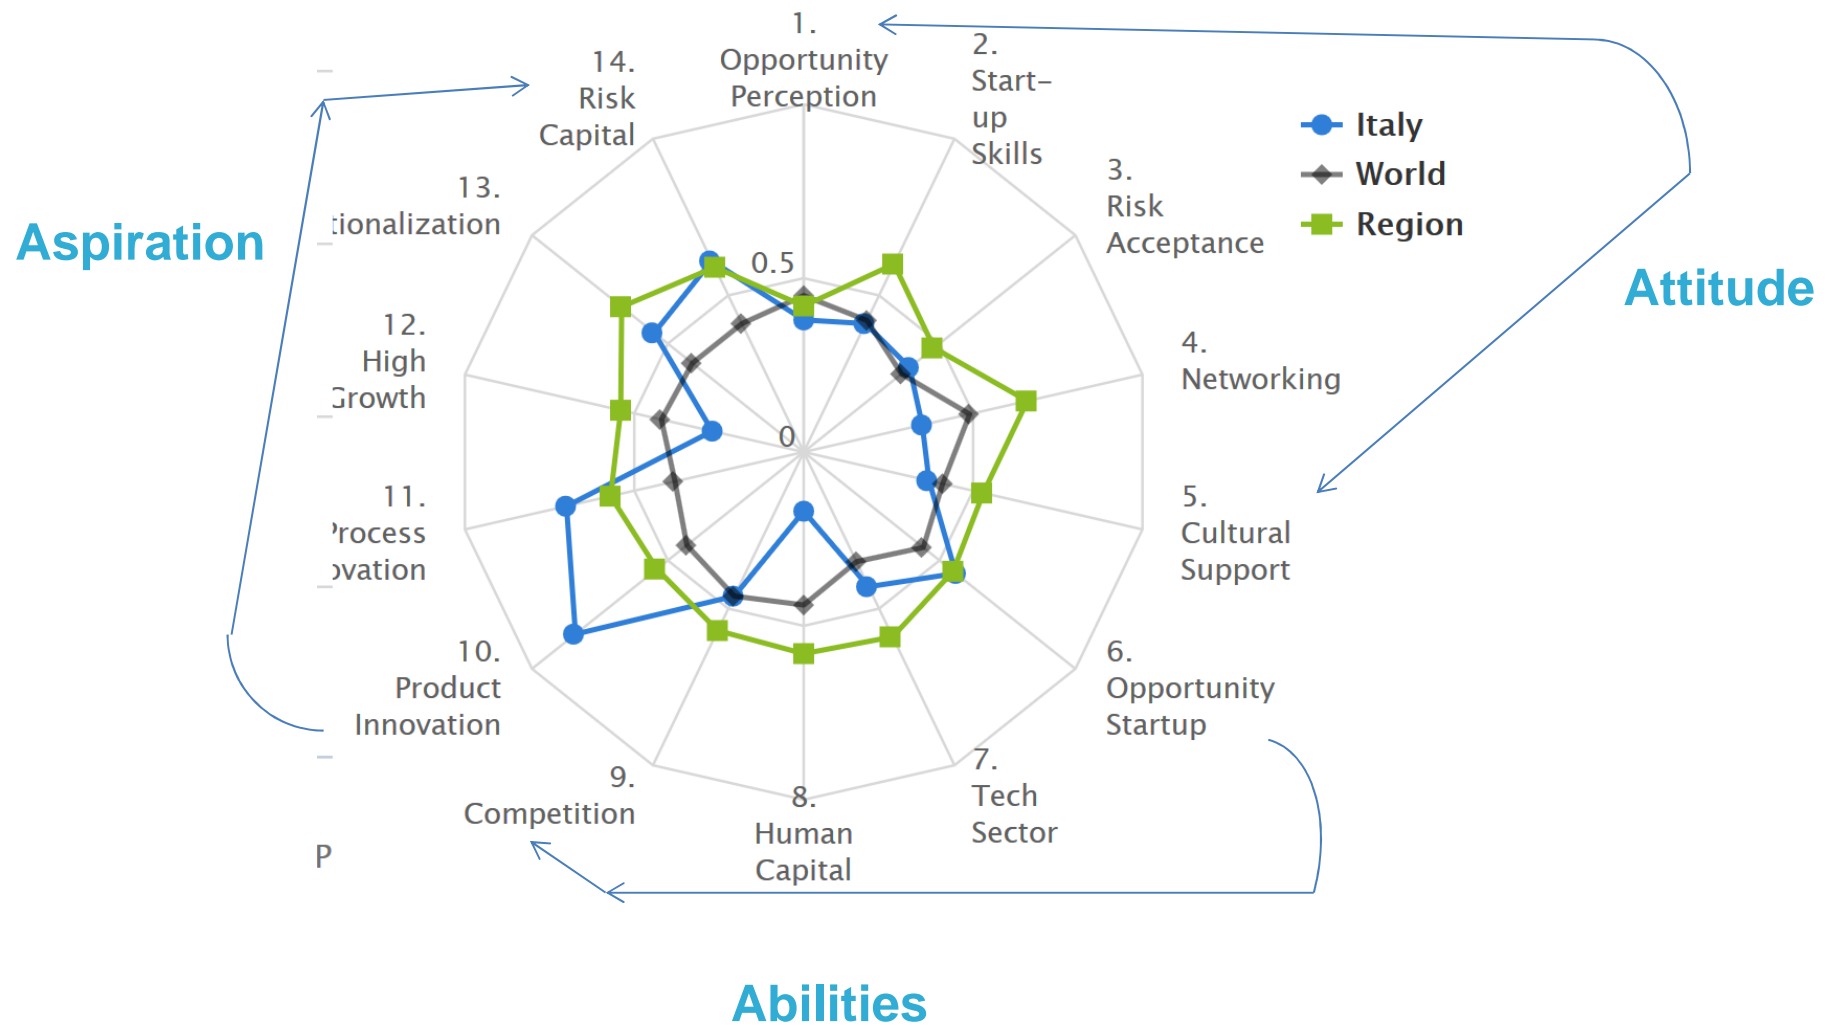 1.
Opportunity
Perception
2.
Start-
up
Skills
3.
Risk
Acceptance
4.
Networking
5.
Cultural
Support
6.
Opportunity
Startup
7.
Tech
Sector
8.
Human
Capital
9.
Competition
10.
Product
Innovation
11.
Process
ovation
12.
High
Growth
13.
tionalization
14.
Risk
Capital
0.5
0
Italy
World
Region
Aspiration
Attitude
Abilities
P